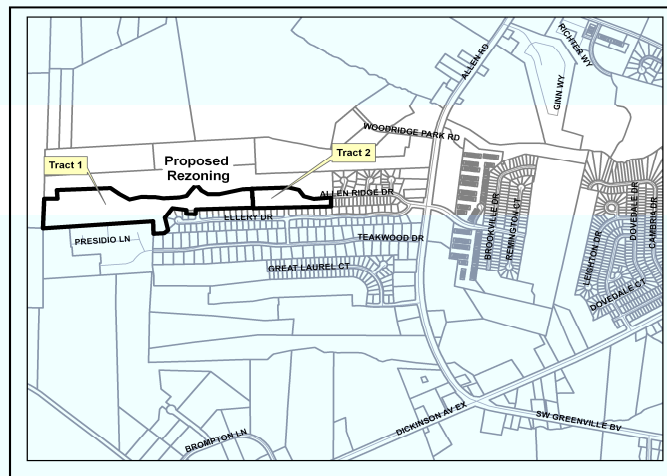 RICHTER WY
ALLEN RD
GINN WY
WOODRIDGE PARK RD
Tract 1
Proposed
Rezoning
Tract 2
ALLEN RIDGE DR
ELLERY DR
PRESIDIO LN
TEAKWOOD DR
GREAT LAUREL CT
BROOKVILLE DR
REMINGTON CT
LEIGHTON DR
DOVEDALE DR
CAMBRIA DR
DOVEDALE CT
DICKINSON AV EX
SW GREENVILLE BV
BROMPTON LN